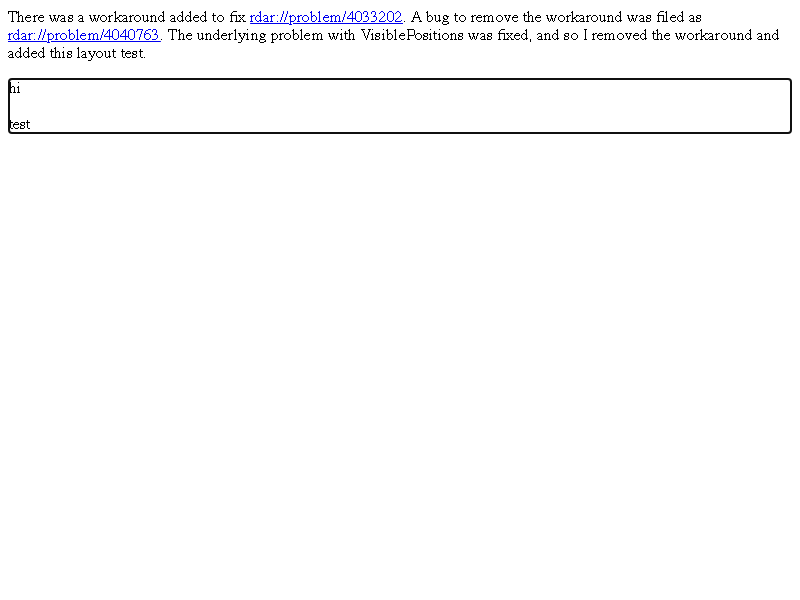 There was a workaround added to fix rdar://problem/4033202. A bug to remove the workaround was filed as
rdar://problem/4040763. The underlying problem with VisiblePositions was fixed, and so I removed the workaround and
added this layout test.
hi
test